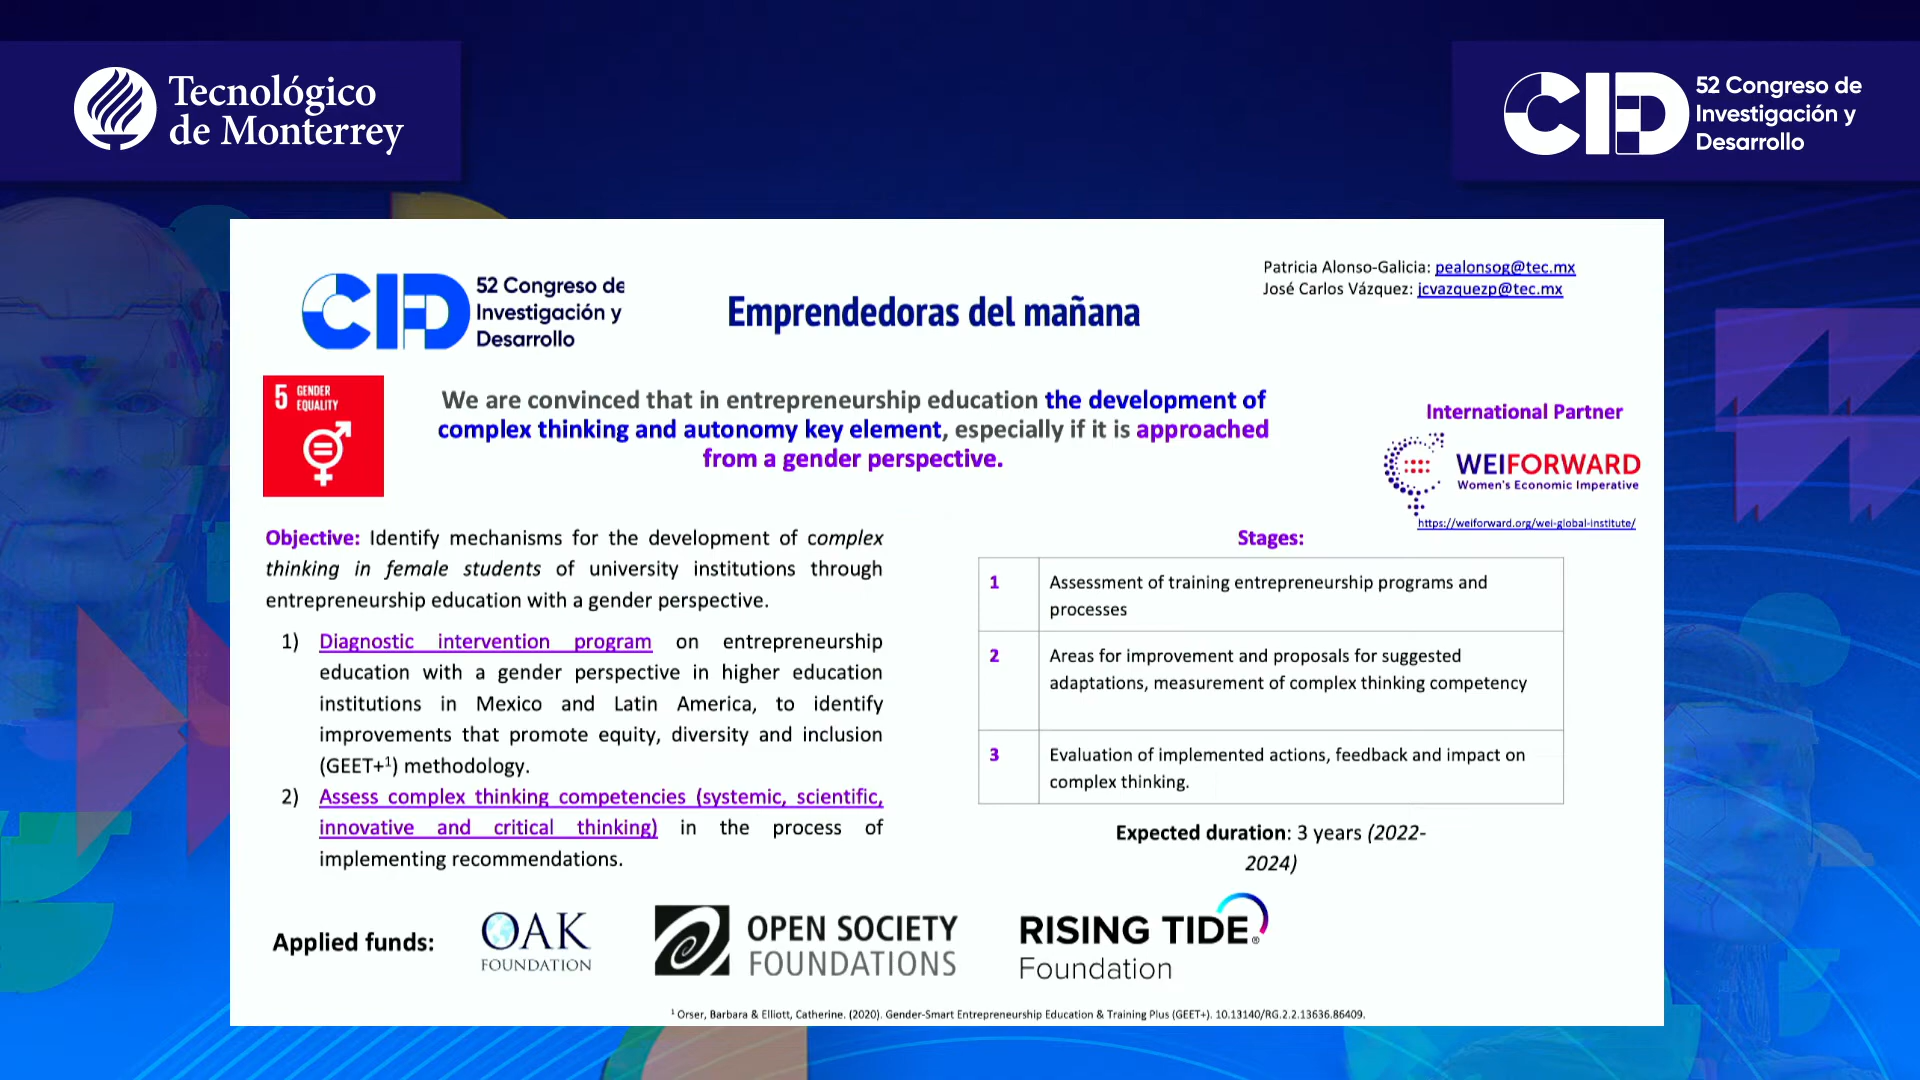 Tecnológico
de Monterrey
CID
52 Congreso de
Investigación y
Desarrollo
CID
52 Congreso de
Investigación y
Desarrollo
Emprendedoras del mañana
Patricia Alonso-Galicia: pealonsog@tec.mx
José Carlos Vázquez: jcvazquezp@tec.mx
5 GENDER
EQUALITY
We are convinced that in entrepreneurship education the development of
complex thinking and autonomy key element, especially if it is approached
from a gender perspective.
International Partner
WEIFORWARD
Women's Economic Imperative
https://weiforward.org/wei-global-institute/
Objective: Identify mechanisms for the development of complex
thinking in female students of university institutions through
entrepreneurship education with a gender perspective.
1) Diagnostic intervention program on entrepreneurship
education with a gender perspective in higher education
institutions in Mexico and Latin America, to identify
improvements that promote equity, diversity and inclusion
(GEET+¹) methodology.
2) Assess complex thinking competencies (systemic, scientific,
innovative and critical thinking) in the process of
implementing recommendations.
Stages:
1 Assessment of training entrepreneurship programs and
processes
2 Areas for improvement and proposals for suggested
adaptations, measurement of complex thinking competency
3 Evaluation of implemented actions, feedback and impact on
complex thinking.
Expected duration: 3 years (2022-
2024)
Applied funds:
OAK
FOUNDATION
OPEN SOCIETY
FOUNDATIONS
RISING TIDE®
Foundation
¹ Orser, Barbara & Elliott, Catherine. (2020). Gender-Smart Entrepreneurship Education & Training Plus (GEET+). 10.13140/RG.2.2.13636.86409.